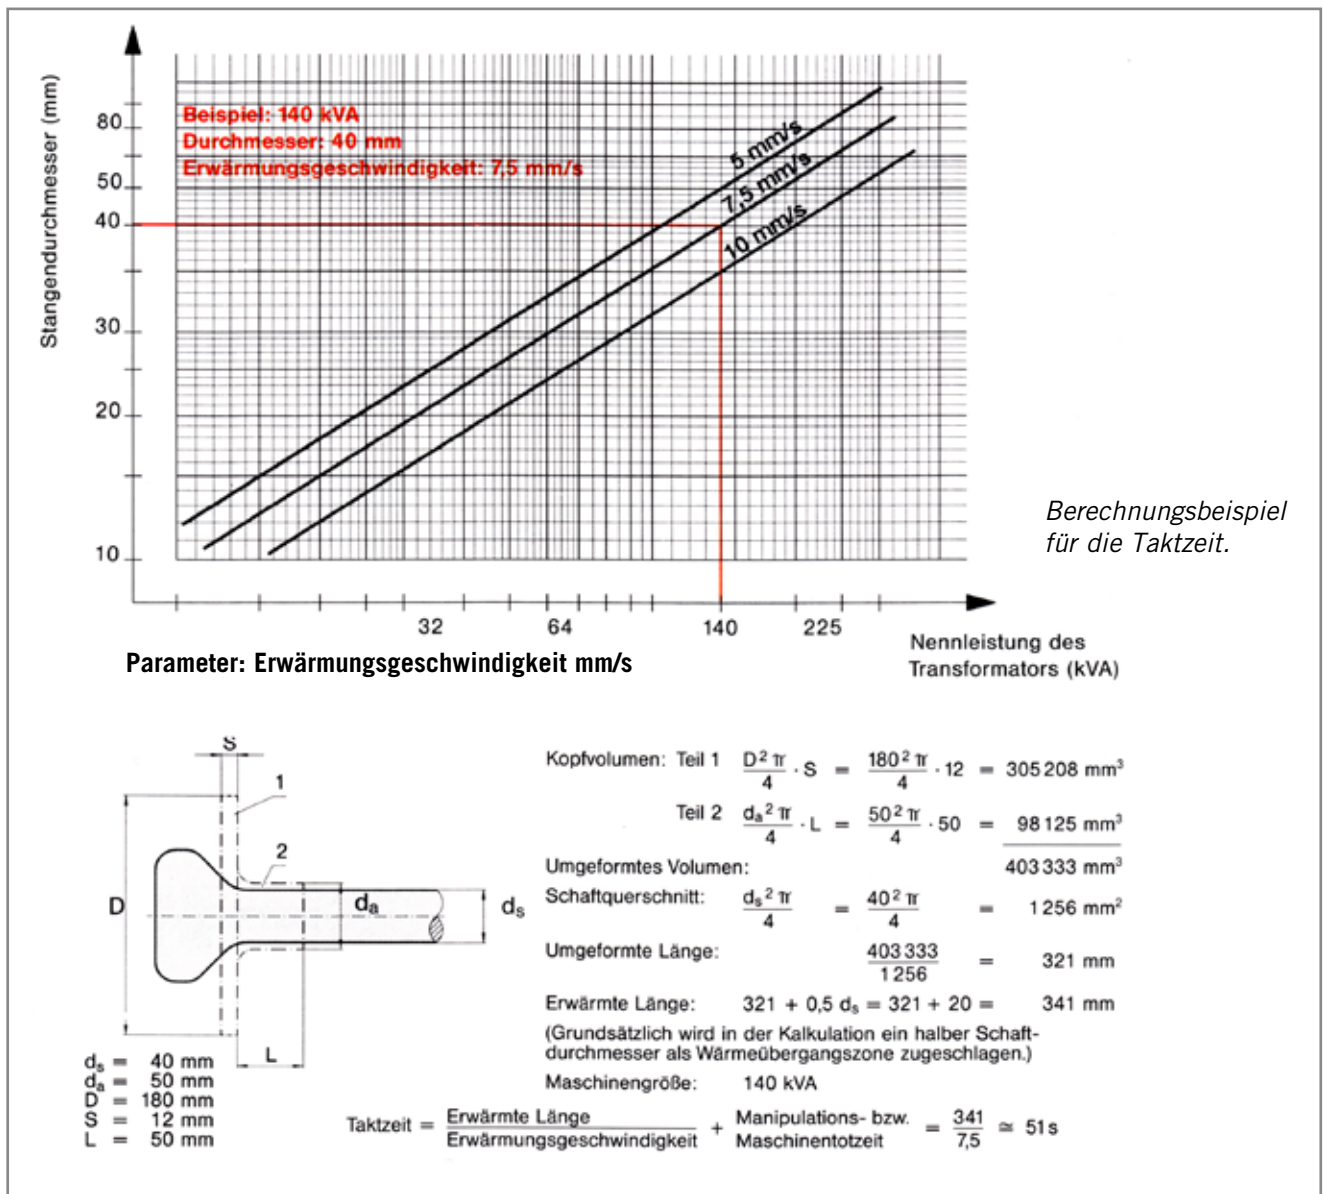 Stangendurchmesser (mm)
80
50
40
30
20
10
Beispiel: 140 kVA
Durchmesser: 40 mm
Erwärmungsgeschwindigkeit: 7,5 mm/s
5 mm/s
7,5 mm/s
10 mm/s
32 64 140 225
Nennleistung des
Transformators (kVA)
Parameter: Erwärmungsgeschwindigkeit mm/s
Berechnungsbeispiel
für die Taktzeit.
S
1
2
D
da
ds
L
ds = 40 mm
da = 50 mm
D = 180 mm
S = 12 mm
L = 50 mm
Kopfvolumen: Teil 1 D² π / 4 · S = 180² π / 4 · 12 = 305 208 mm³
Teil 2 da² π / 4 · L = 50² π / 4 · 50 = 98 125 mm³
Umgeformtes Volumen: 403 333 mm³
Schaftquerschnitt: ds² π / 4 = 40² π / 4 = 1 256 mm²
Umgeformte Länge: 403 333 / 1 256 = 321 mm
Erwärmte Länge: 321 + 0,5 ds = 321 + 20 = 341 mm
(Grundsätzlich wird in der Kalkulation ein halber Schaft-
durchmesser als Wärmeübergangszone zugeschlagen.)
Maschinengröße: 140 kVA
Taktzeit = Erwärmte Länge / Erwärmungsgeschwindigkeit + Manipulations- bzw. Maschinentotzeit = 341 / 7,5 ≅ 51 s